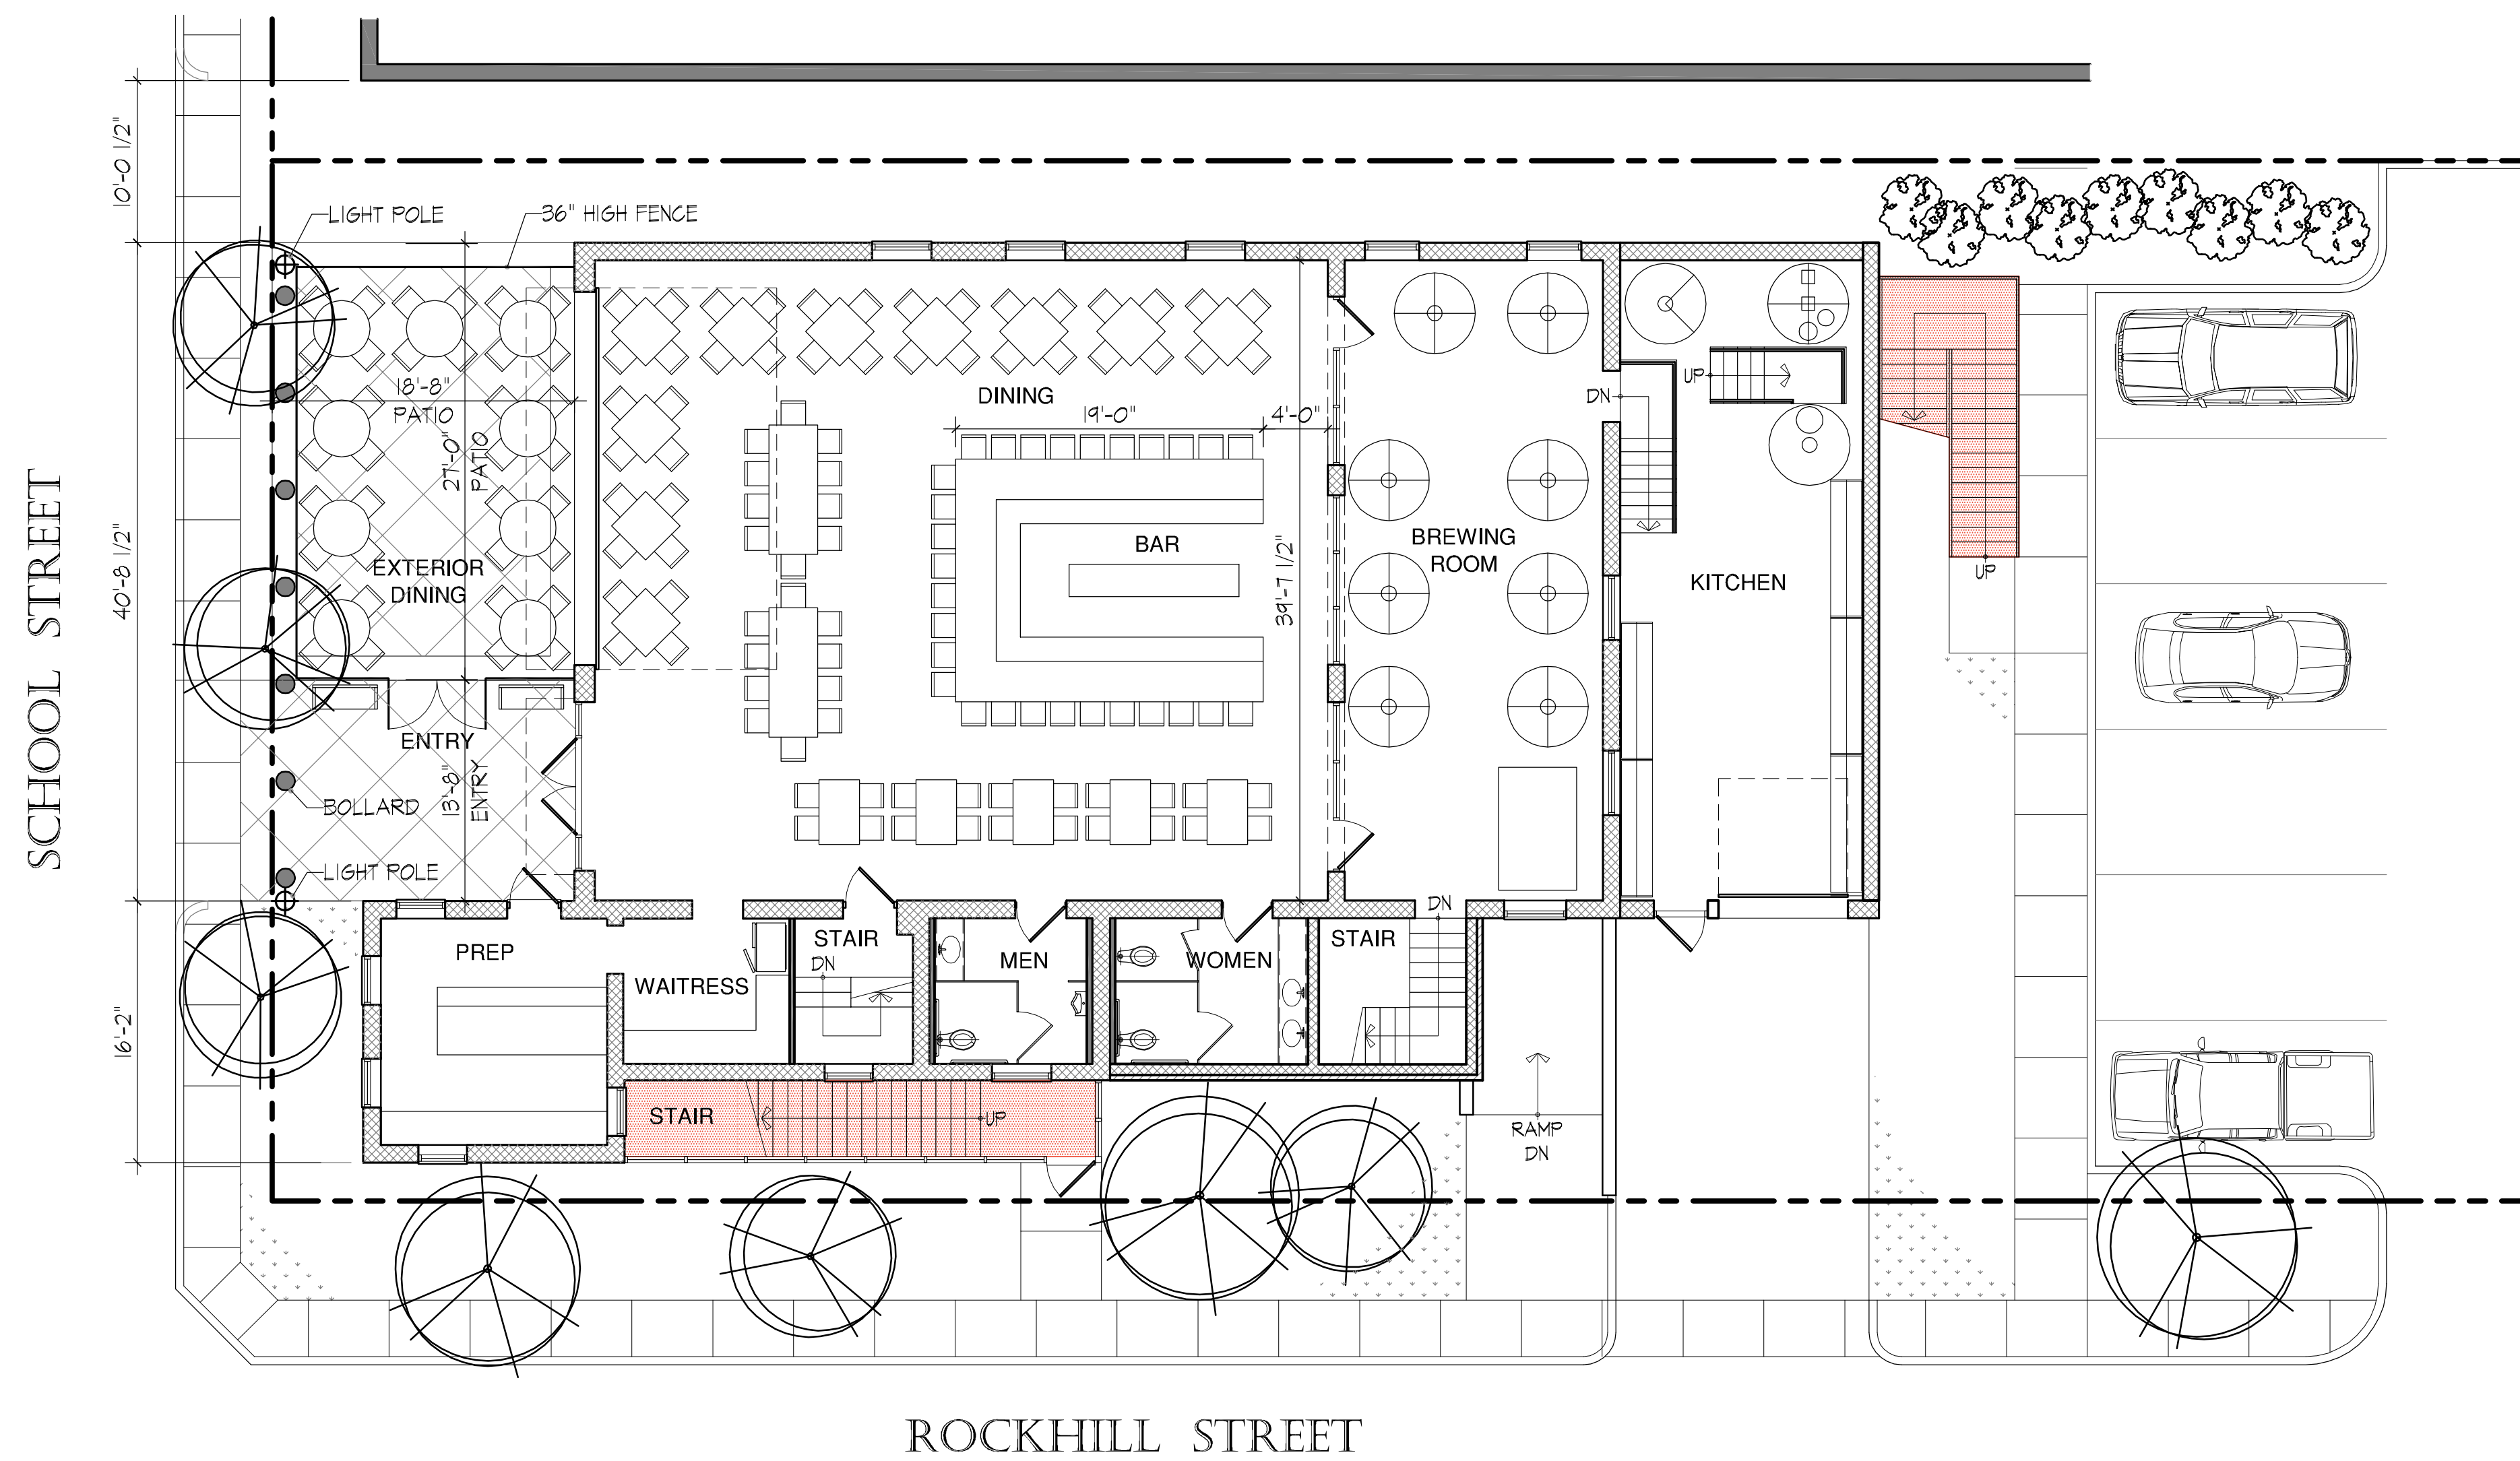 10'-0 1/2"
LIGHT POLE
36" HIGH FENCE
18'-8"
PATIO
27'-0"
PATIO
DINING
19'-0"
4'-0"
DN
UP
SCHOOL STREET
40'-8 1/2"
EXTERIOR
DINING
BAR
39'-7 1/2"
BREWING
ROOM
KITCHEN
UP
ENTRY
13'-8"
ENTRY
BOLLARD
LIGHT POLE
16'-2"
PREP
WAITRESS
STAIR
DN
MEN
WOMEN
STAIR
DN
STAIR
UP
RAMP
DN
ROCKHILL STREET